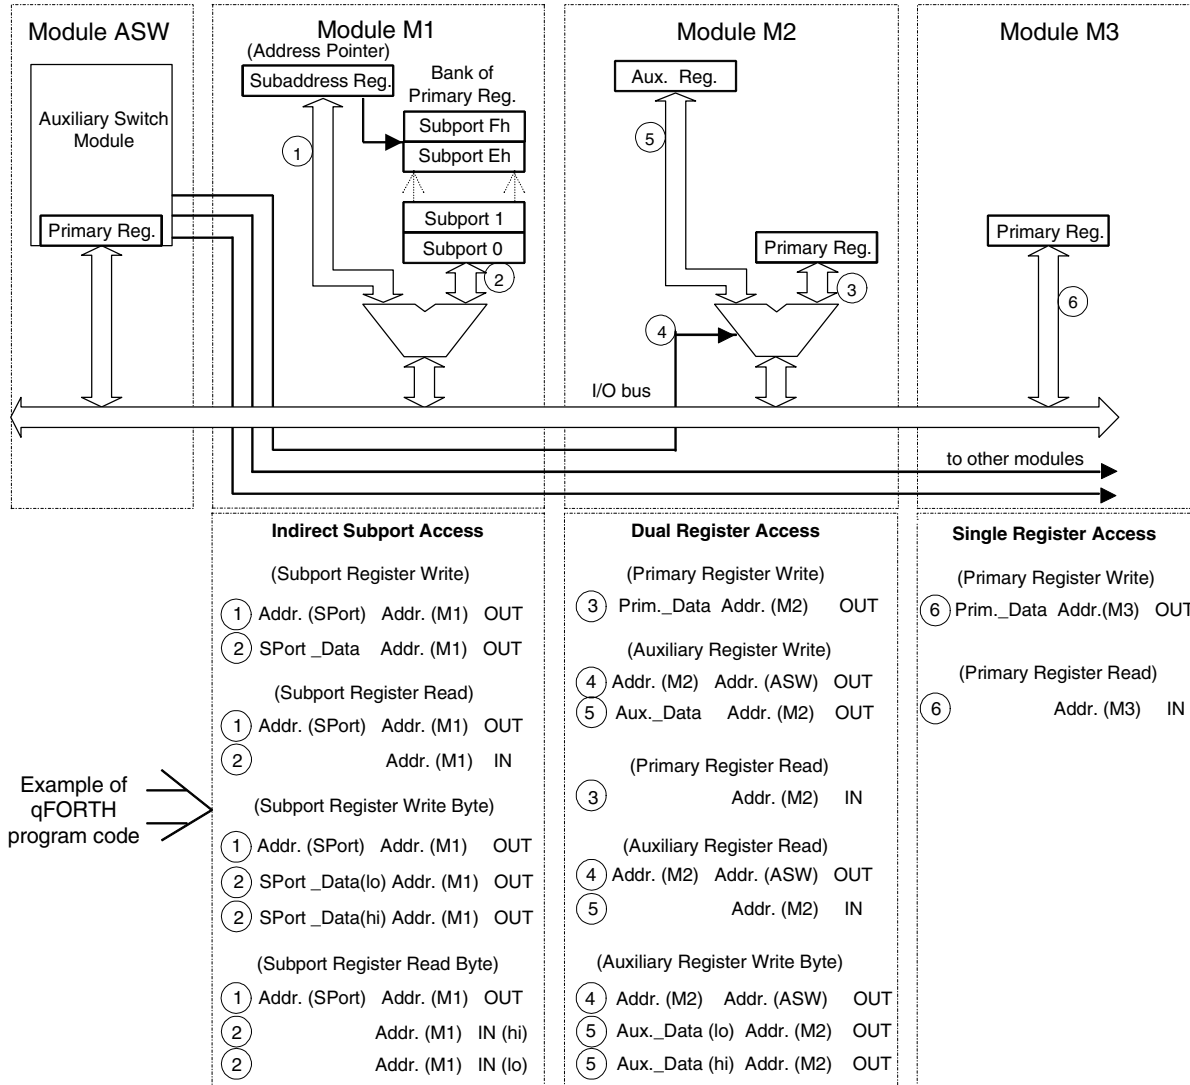 Module ASW
Auxiliary Switch
Module
Primary Reg.
Module M1
(Address Pointer)
Subaddress Reg.
Bank of
Primary Reg.
Subport Fh
Subport Eh
Subport 1
Subport 0
1
2
Module M2
Aux. Reg.
5
Primary Reg.
3
4
Module M3
Primary Reg.
6
I/O bus
to other modules
Example of
qFORTH
program code
Indirect Subport Access
(Subport Register Write)
1 Addr. (SPort) Addr. (M1) OUT
2 SPort _Data Addr. (M1) OUT
(Subport Register Read)
1 Addr. (SPort) Addr. (M1) OUT
2 Addr. (M1) IN
(Subport Register Write Byte)
1 Addr. (SPort) Addr. (M1) OUT
2 SPort _Data(lo) Addr. (M1) OUT
2 SPort _Data(hi) Addr. (M1) OUT
(Subport Register Read Byte)
1 Addr. (SPort) Addr. (M1) OUT
2 Addr. (M1) IN (hi)
2 Addr. (M1) IN (lo)
Dual Register Access
(Primary Register Write)
3 Prim._Data Addr. (M2) OUT
(Auxiliary Register Write)
4 Addr. (M2) Addr. (ASW) OUT
5 Aux._Data Addr. (M2) OUT
(Primary Register Read)
3 Addr. (M2) IN
(Auxiliary Register Read)
4 Addr. (M2) Addr. (ASW) OUT
5 Addr. (M2) IN
(Auxiliary Register Write Byte)
4 Addr. (M2) Addr. (ASW) OUT
5 Aux._Data (lo) Addr. (M2) OUT
5 Aux._Data (hi) Addr. (M2) OUT
Single Register Access
(Primary Register Write)
6 Prim._Data Addr.(M3) OUT
(Primary Register Read)
6 Addr. (M3) IN